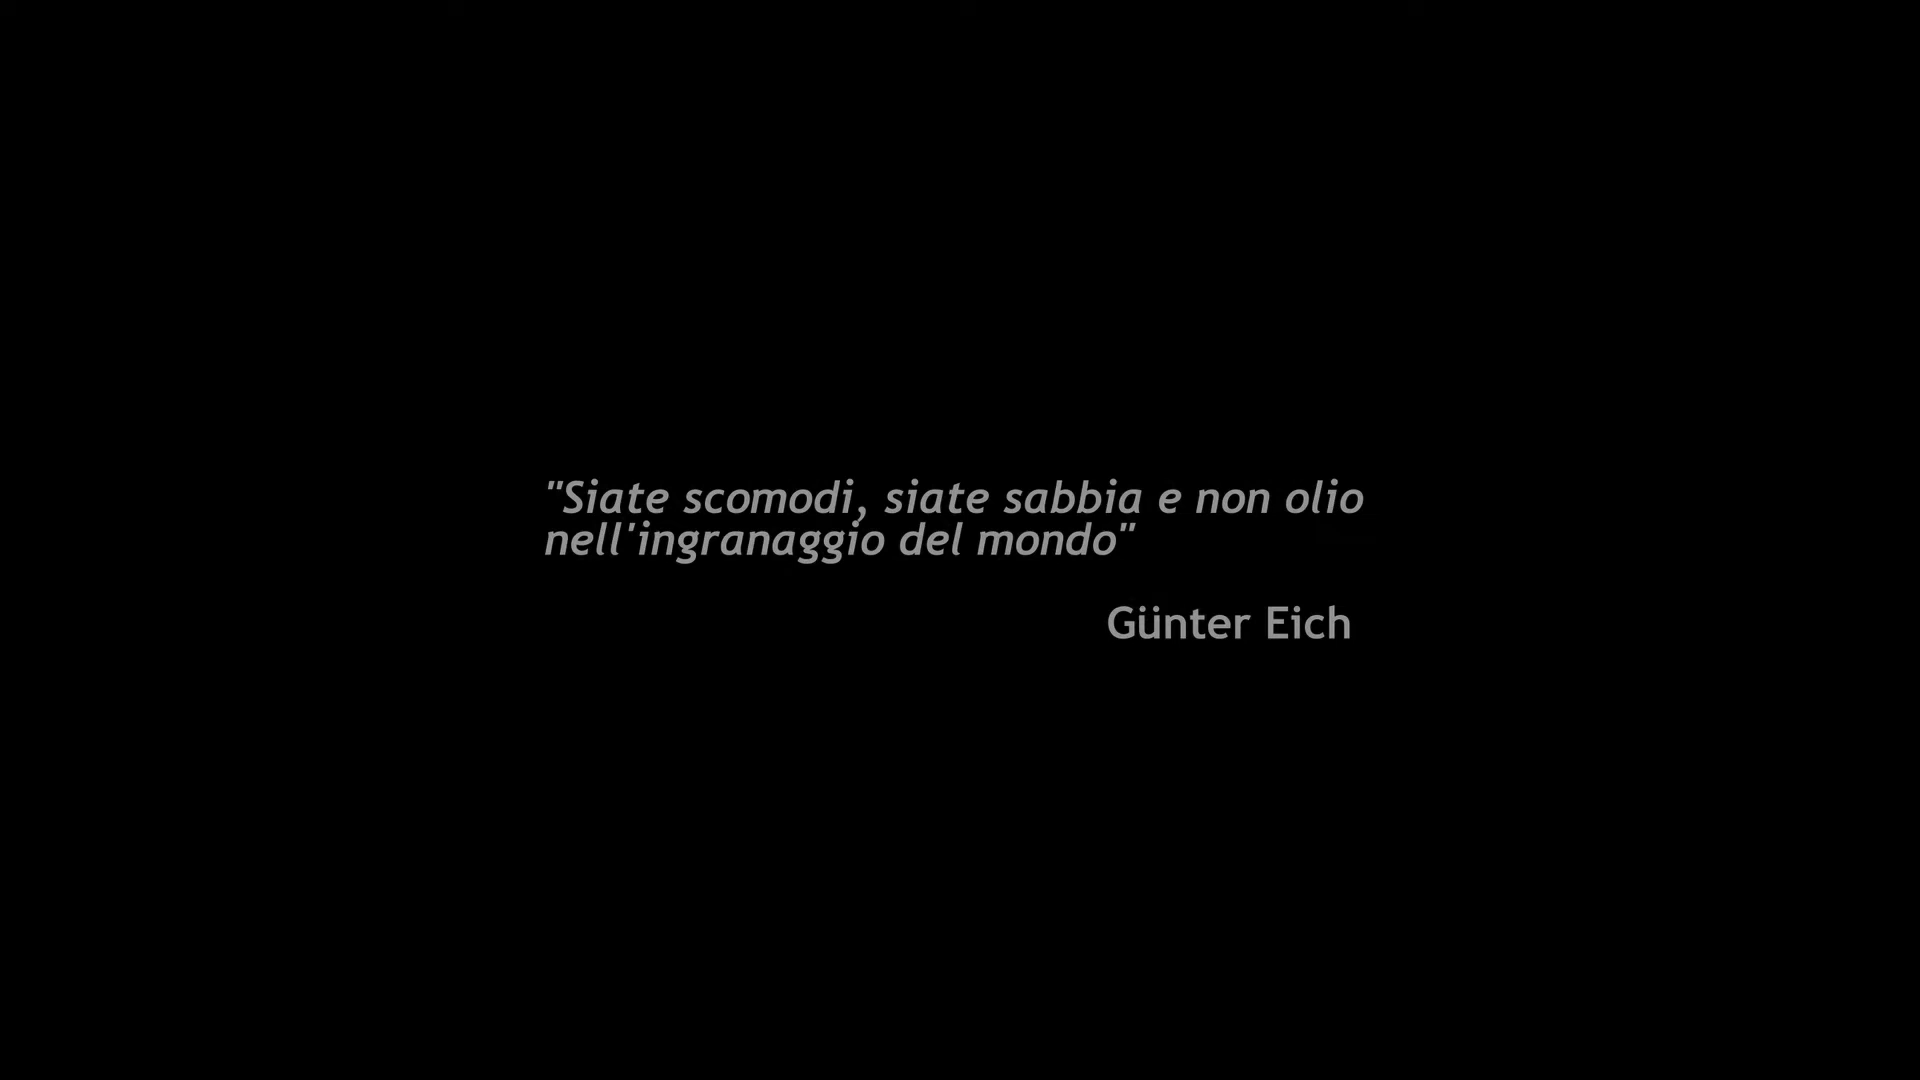 "Siate scomodi, siate sabbia e non olio
nell'ingranaggio del mondo"
Günter Eich